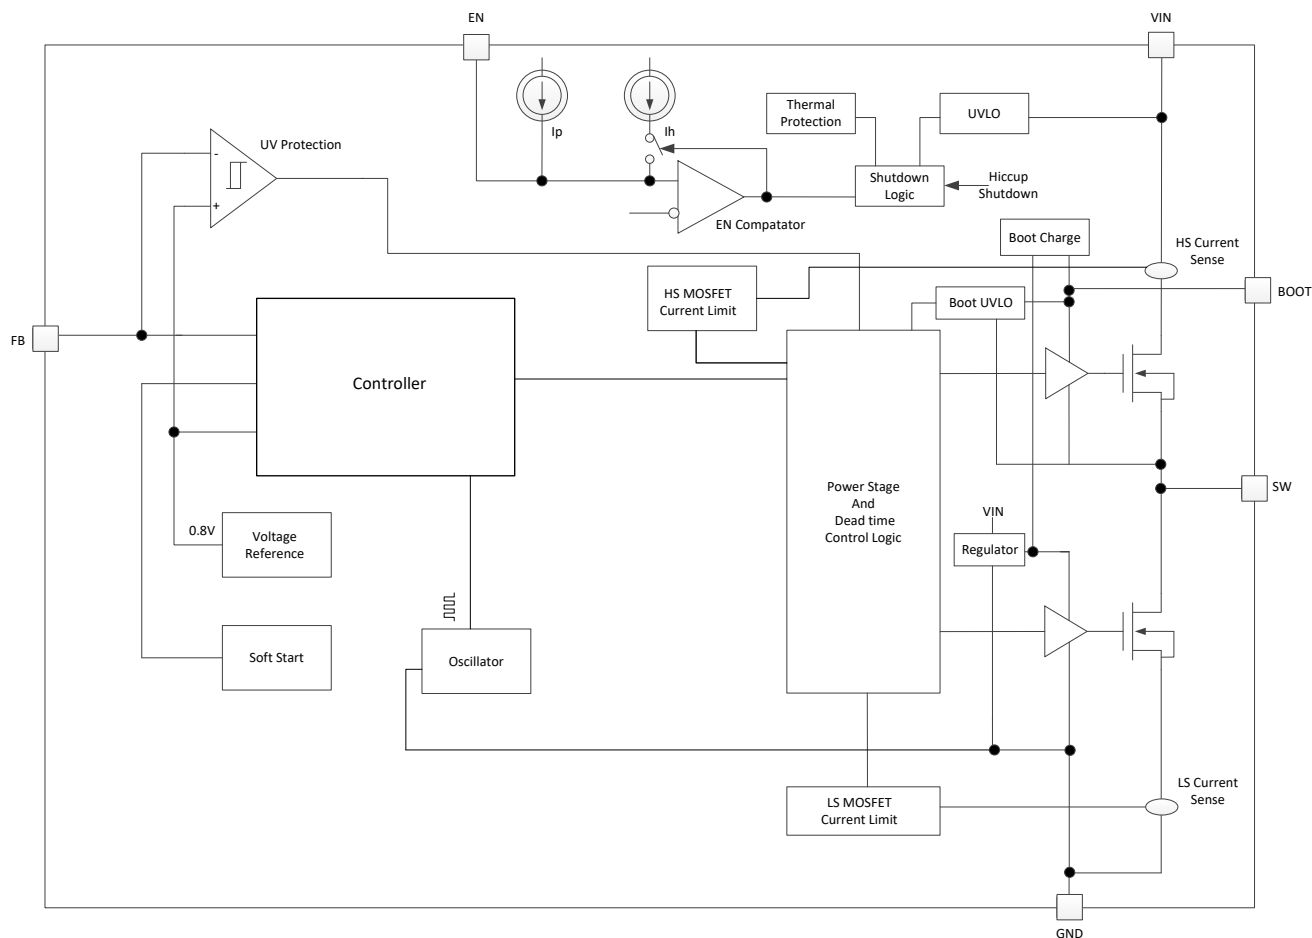 EN
VIN
Thermal
Protection
UVLO
Ip
Ih
UV Protection
-
+
Shutdown
Logic
Hiccup
Shutdown
EN Compatator
Boot Charge
HS Current
Sense
HS MOSFET
Current Limit
Boot UVLO
BOOT
FB
Controller
Power Stage
And
Dead time
Control Logic
SW
0.8V
Voltage
Reference
VIN
Regulator
Soft Start
Oscillator
LS MOSFET
Current Limit
LS Current
Sense
GND